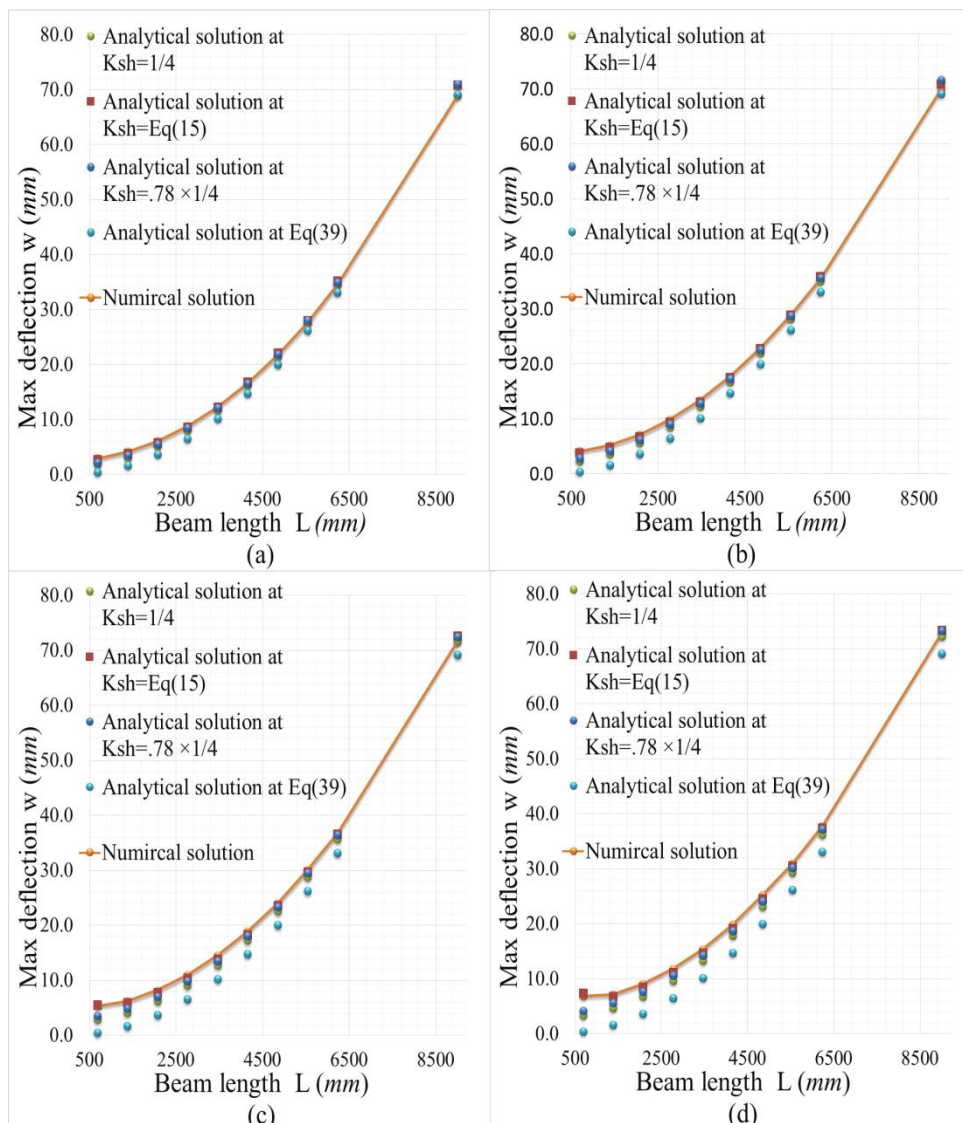 80.0
70.0
60.0
50.0
40.0
30.0
20.0
10.0
0.0
Max deflection w (mm)
Analytical solution at
Ksh=1/4
Analytical solution at
Ksh=Eq(15)
Analytical solution at
Ksh=.78 ×1/4
Analytical solution at Eq(39)
Numircal solution
500 2500 4500 6500 8500
Beam length L (mm)
(a)
80.0
70.0
60.0
50.0
40.0
30.0
20.0
10.0
0.0
Max deflection w (mm)
Analytical solution at
Ksh=1/4
Analytical solution at
Ksh=Eq(15)
Analytical solution at
Ksh=.78 ×1/4
Analytical solution at Eq(39)
Numircal solution
500 2500 4500 6500 8500
Beam length L (mm)
(b)
80.0
70.0
60.0
50.0
40.0
30.0
20.0
10.0
0.0
Max deflection w (mm)
Analytical solution at
Ksh=1/4
Analytical solution at
Ksh=Eq(15)
Analytical solution at
Ksh=.78 ×1/4
Analytical solution at Eq(39)
Numircal solution
500 2500 4500 6500 8500
Beam length L (mm)
(c)
80.0
70.0
60.0
50.0
40.0
30.0
20.0
10.0
0.0
Max deflection w (mm)
Analytical solution at
Ksh=1/4
Analytical solution at
Ksh=Eq(15)
Analytical solution at
Ksh=.78 ×1/4
Analytical solution at Eq(39)
Numircal solution
500 2500 4500 6500 8500
Beam length L (mm)
(d)